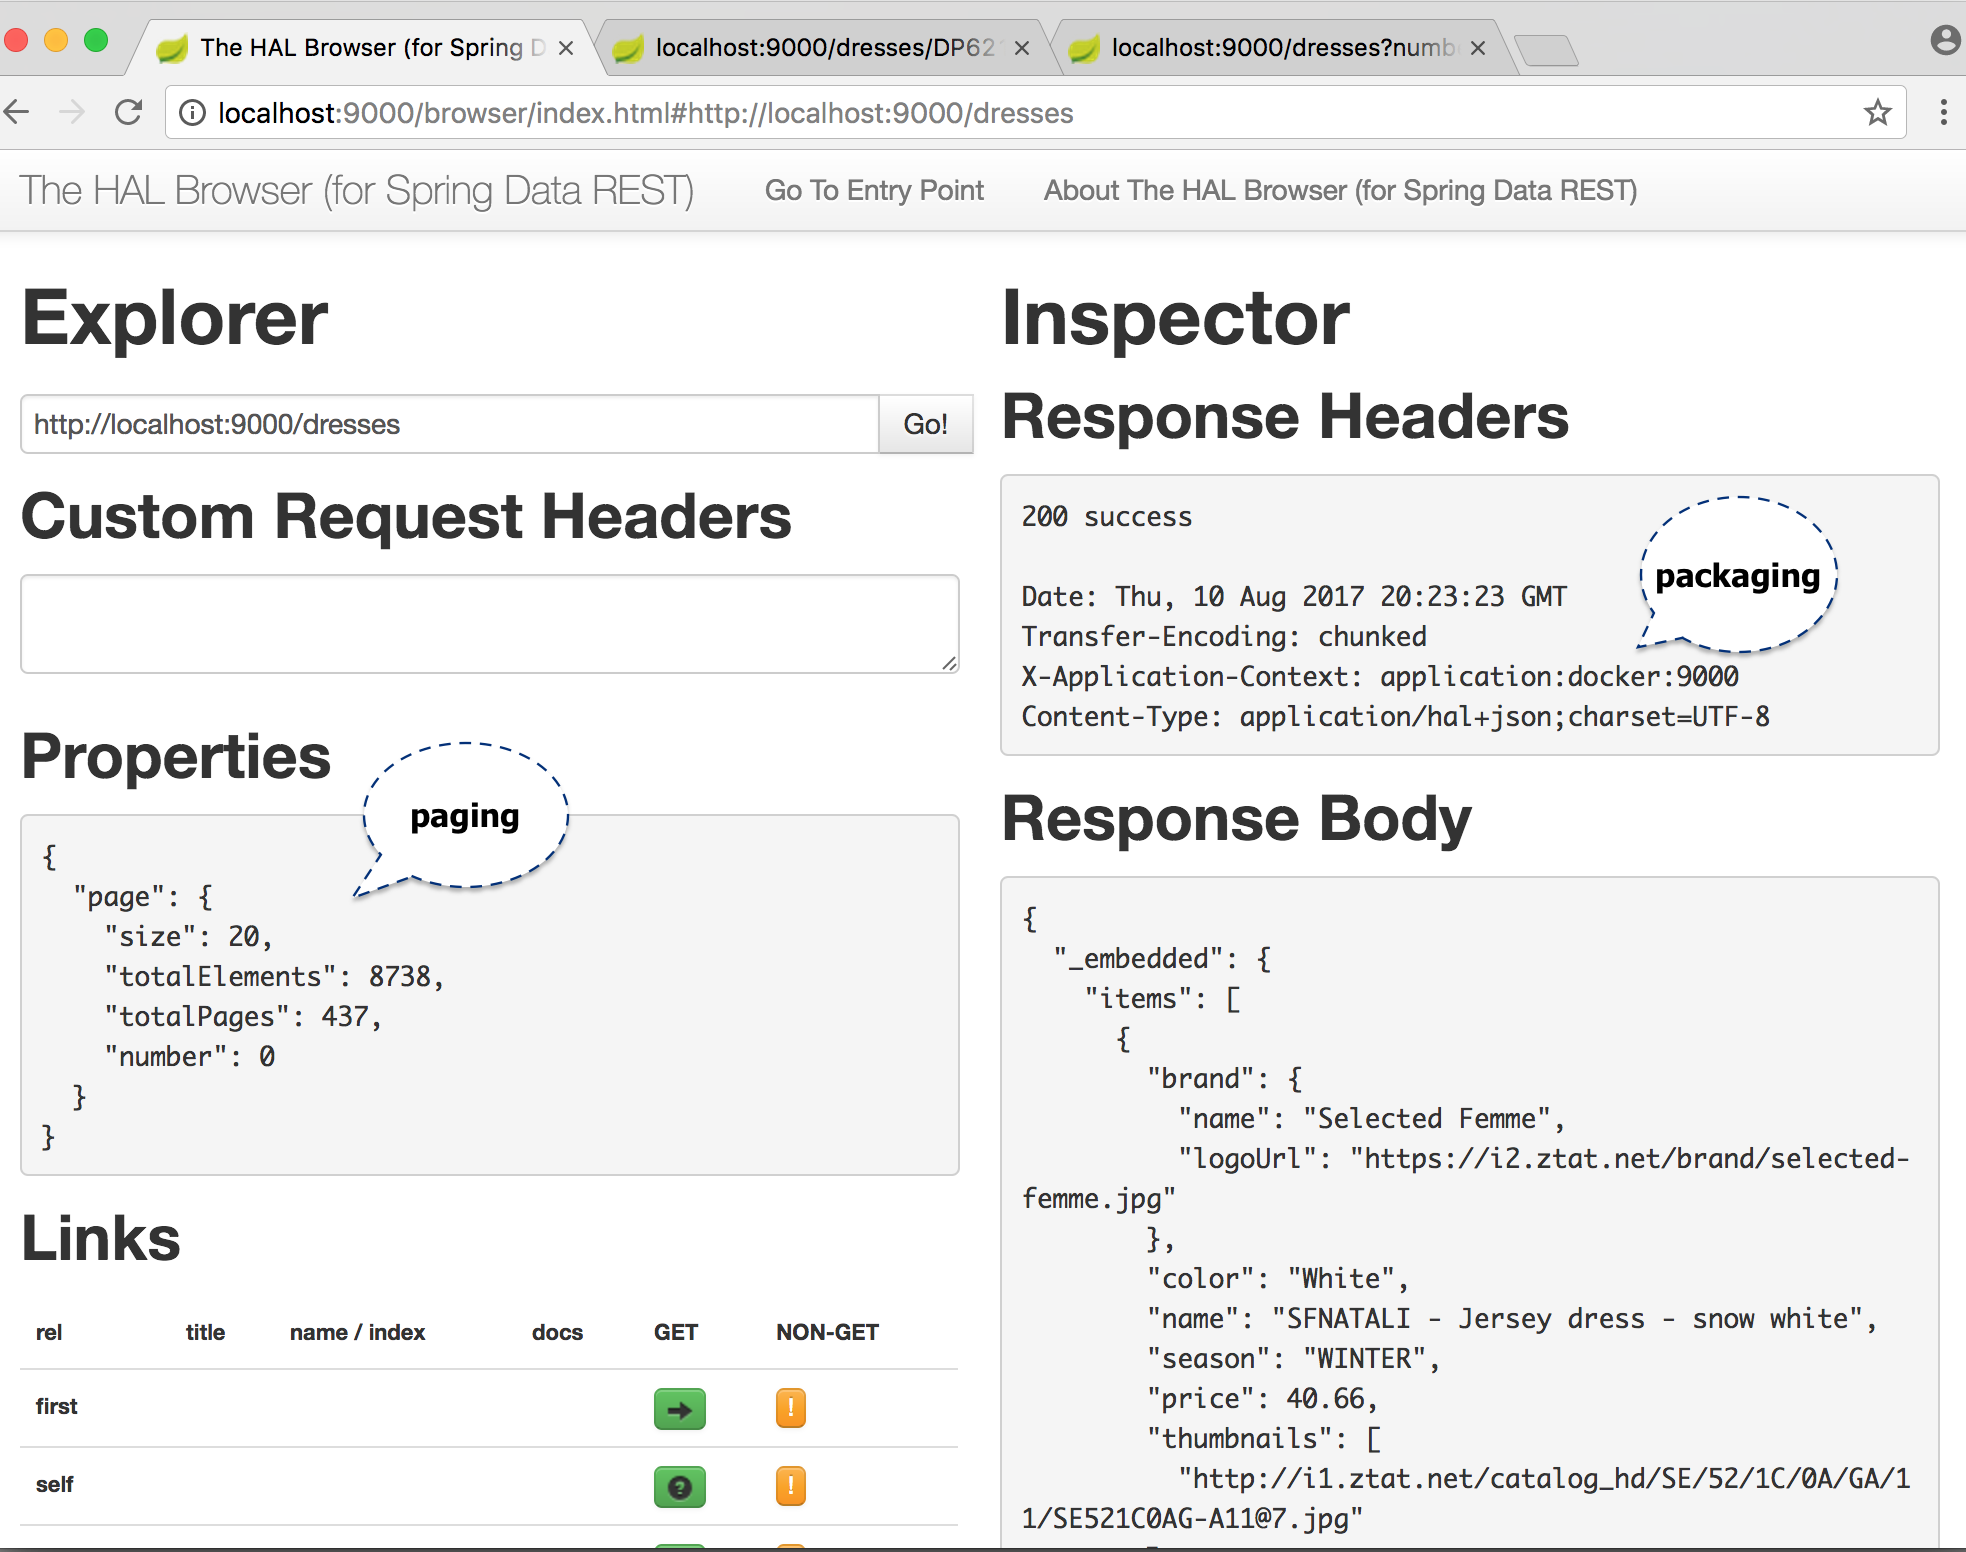 The HAL Browser (for Spring D
localhost:9000/dresses/DP62
localhost:9000/dresses?numb
localhost:9000/browser/index.html#http://localhost:9000/dresses
The HAL Browser (for Spring Data REST)
Go To Entry Point
About The HAL Browser (for Spring Data REST)
Explorer
http://localhost:9000/dresses
Go!
Custom Request Headers
Properties
paging
{
"page": {
"size": 20,
"totalElements": 8738,
"totalPages": 437,
"number": 0
}
}
Links
rel title name / index docs GET NON-GET
first
!
self
?
!
Inspector
Response Headers
200 success
packaging
Date: Thu, 10 Aug 2017 20:23:23 GMT
Transfer-Encoding: chunked
X-Application-Context: application:docker:9000
Content-Type: application/hal+json;charset=UTF-8
Response Body
{
"_embedded": {
"items": [
{
"brand": {
"name": "Selected Femme",
"logoUrl": "https://i2.ztat.net/brand/selected-
femme.jpg"
},
"color": "White",
"name": "SFNATALI - Jersey dress - snow white",
"season": "WINTER",
"price": 40.66,
"thumbnails": [
"http://i1.ztat.net/catalog_hd/SE/52/1C/0A/GA/1
1/SE521C0AG-A11@7.jpg"